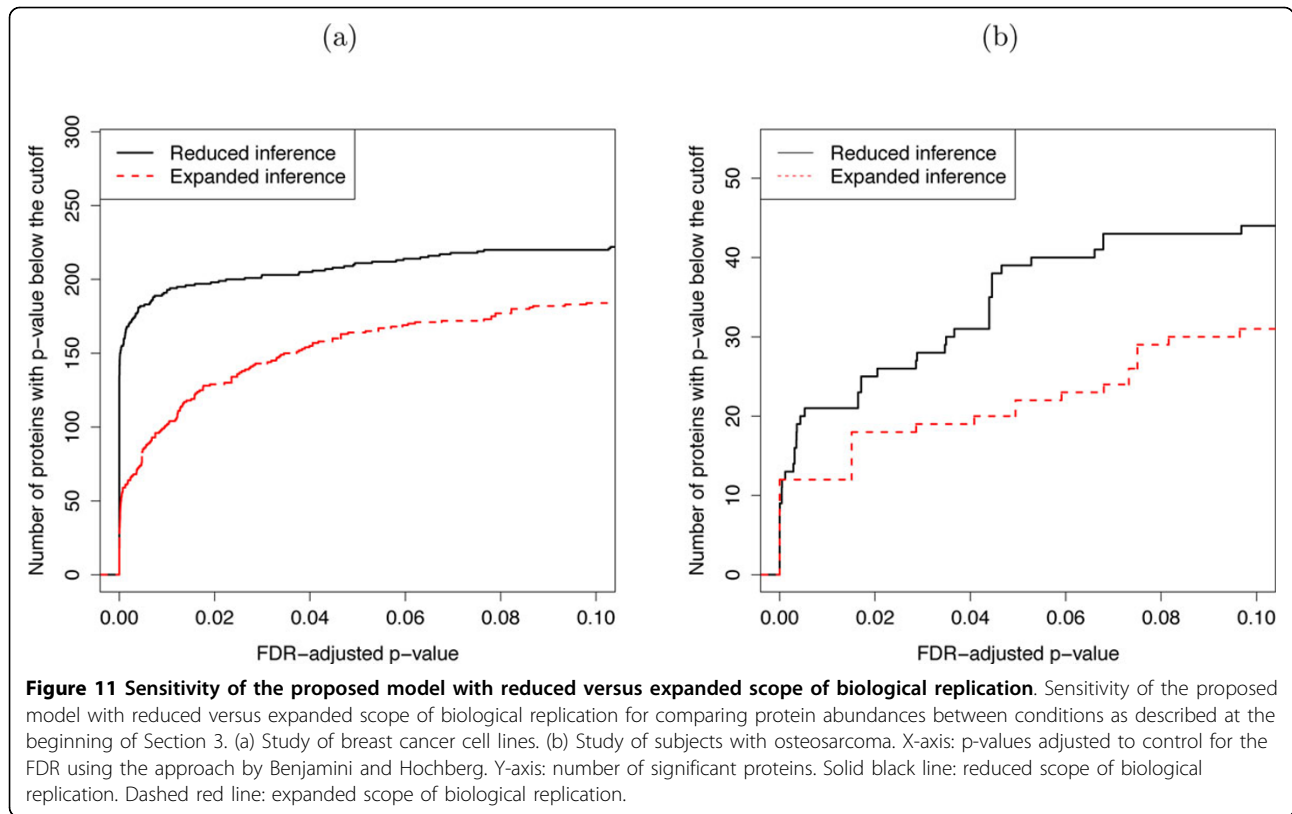 (a)
(b)
Number of proteins with p-value below the cutoff
300
250
200
150
100
50
0
Reduced inference
Expanded inference
0.00 0.02 0.04 0.06 0.08 0.10
FDR-adjusted p-value
Number of proteins with p-value below the cutoff
50
40
30
20
10
0
Reduced inference
Expanded inference
0.00 0.02 0.04 0.06 0.08 0.10
FDR-adjusted p-value
Figure 11 Sensitivity of the proposed model with reduced versus expanded scope of biological replication. Sensitivity of the proposed
model with reduced versus expanded scope of biological replication for comparing protein abundances between conditions as described at the
beginning of Section 3. (a) Study of breast cancer cell lines. (b) Study of subjects with osteosarcoma. X-axis: p-values adjusted to control for the
FDR using the approach by Benjamini and Hochberg. Y-axis: number of significant proteins. Solid black line: reduced scope of biological
replication. Dashed red line: expanded scope of biological replication.